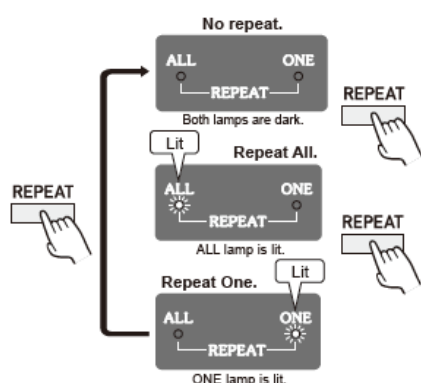 No repeat.
ALL ONE
REPEAT
REPEAT
Both lamps are dark.
Lit
Repeat All.
ALL ONE
REPEAT
REPEAT
REPEAT
ALL lamp is lit.
Repeat One.
Lit
ALL ONE
REPEAT
ONE lamp is lit.